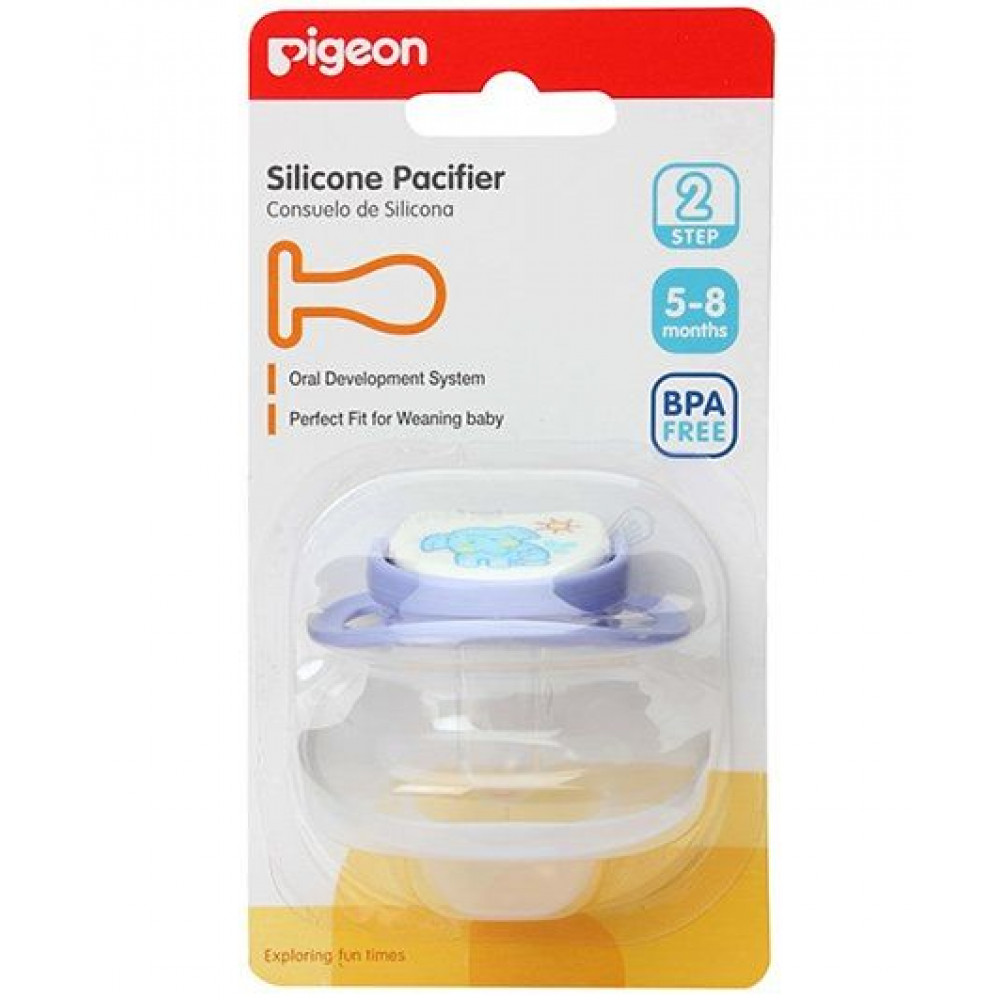 pigeon
Silicone Pacifier
Consuelo de Silicona
2
STEP
5-8
months
Oral Development System
Perfect Fit for Weaning baby
BPA
FREE
Exploring fun times